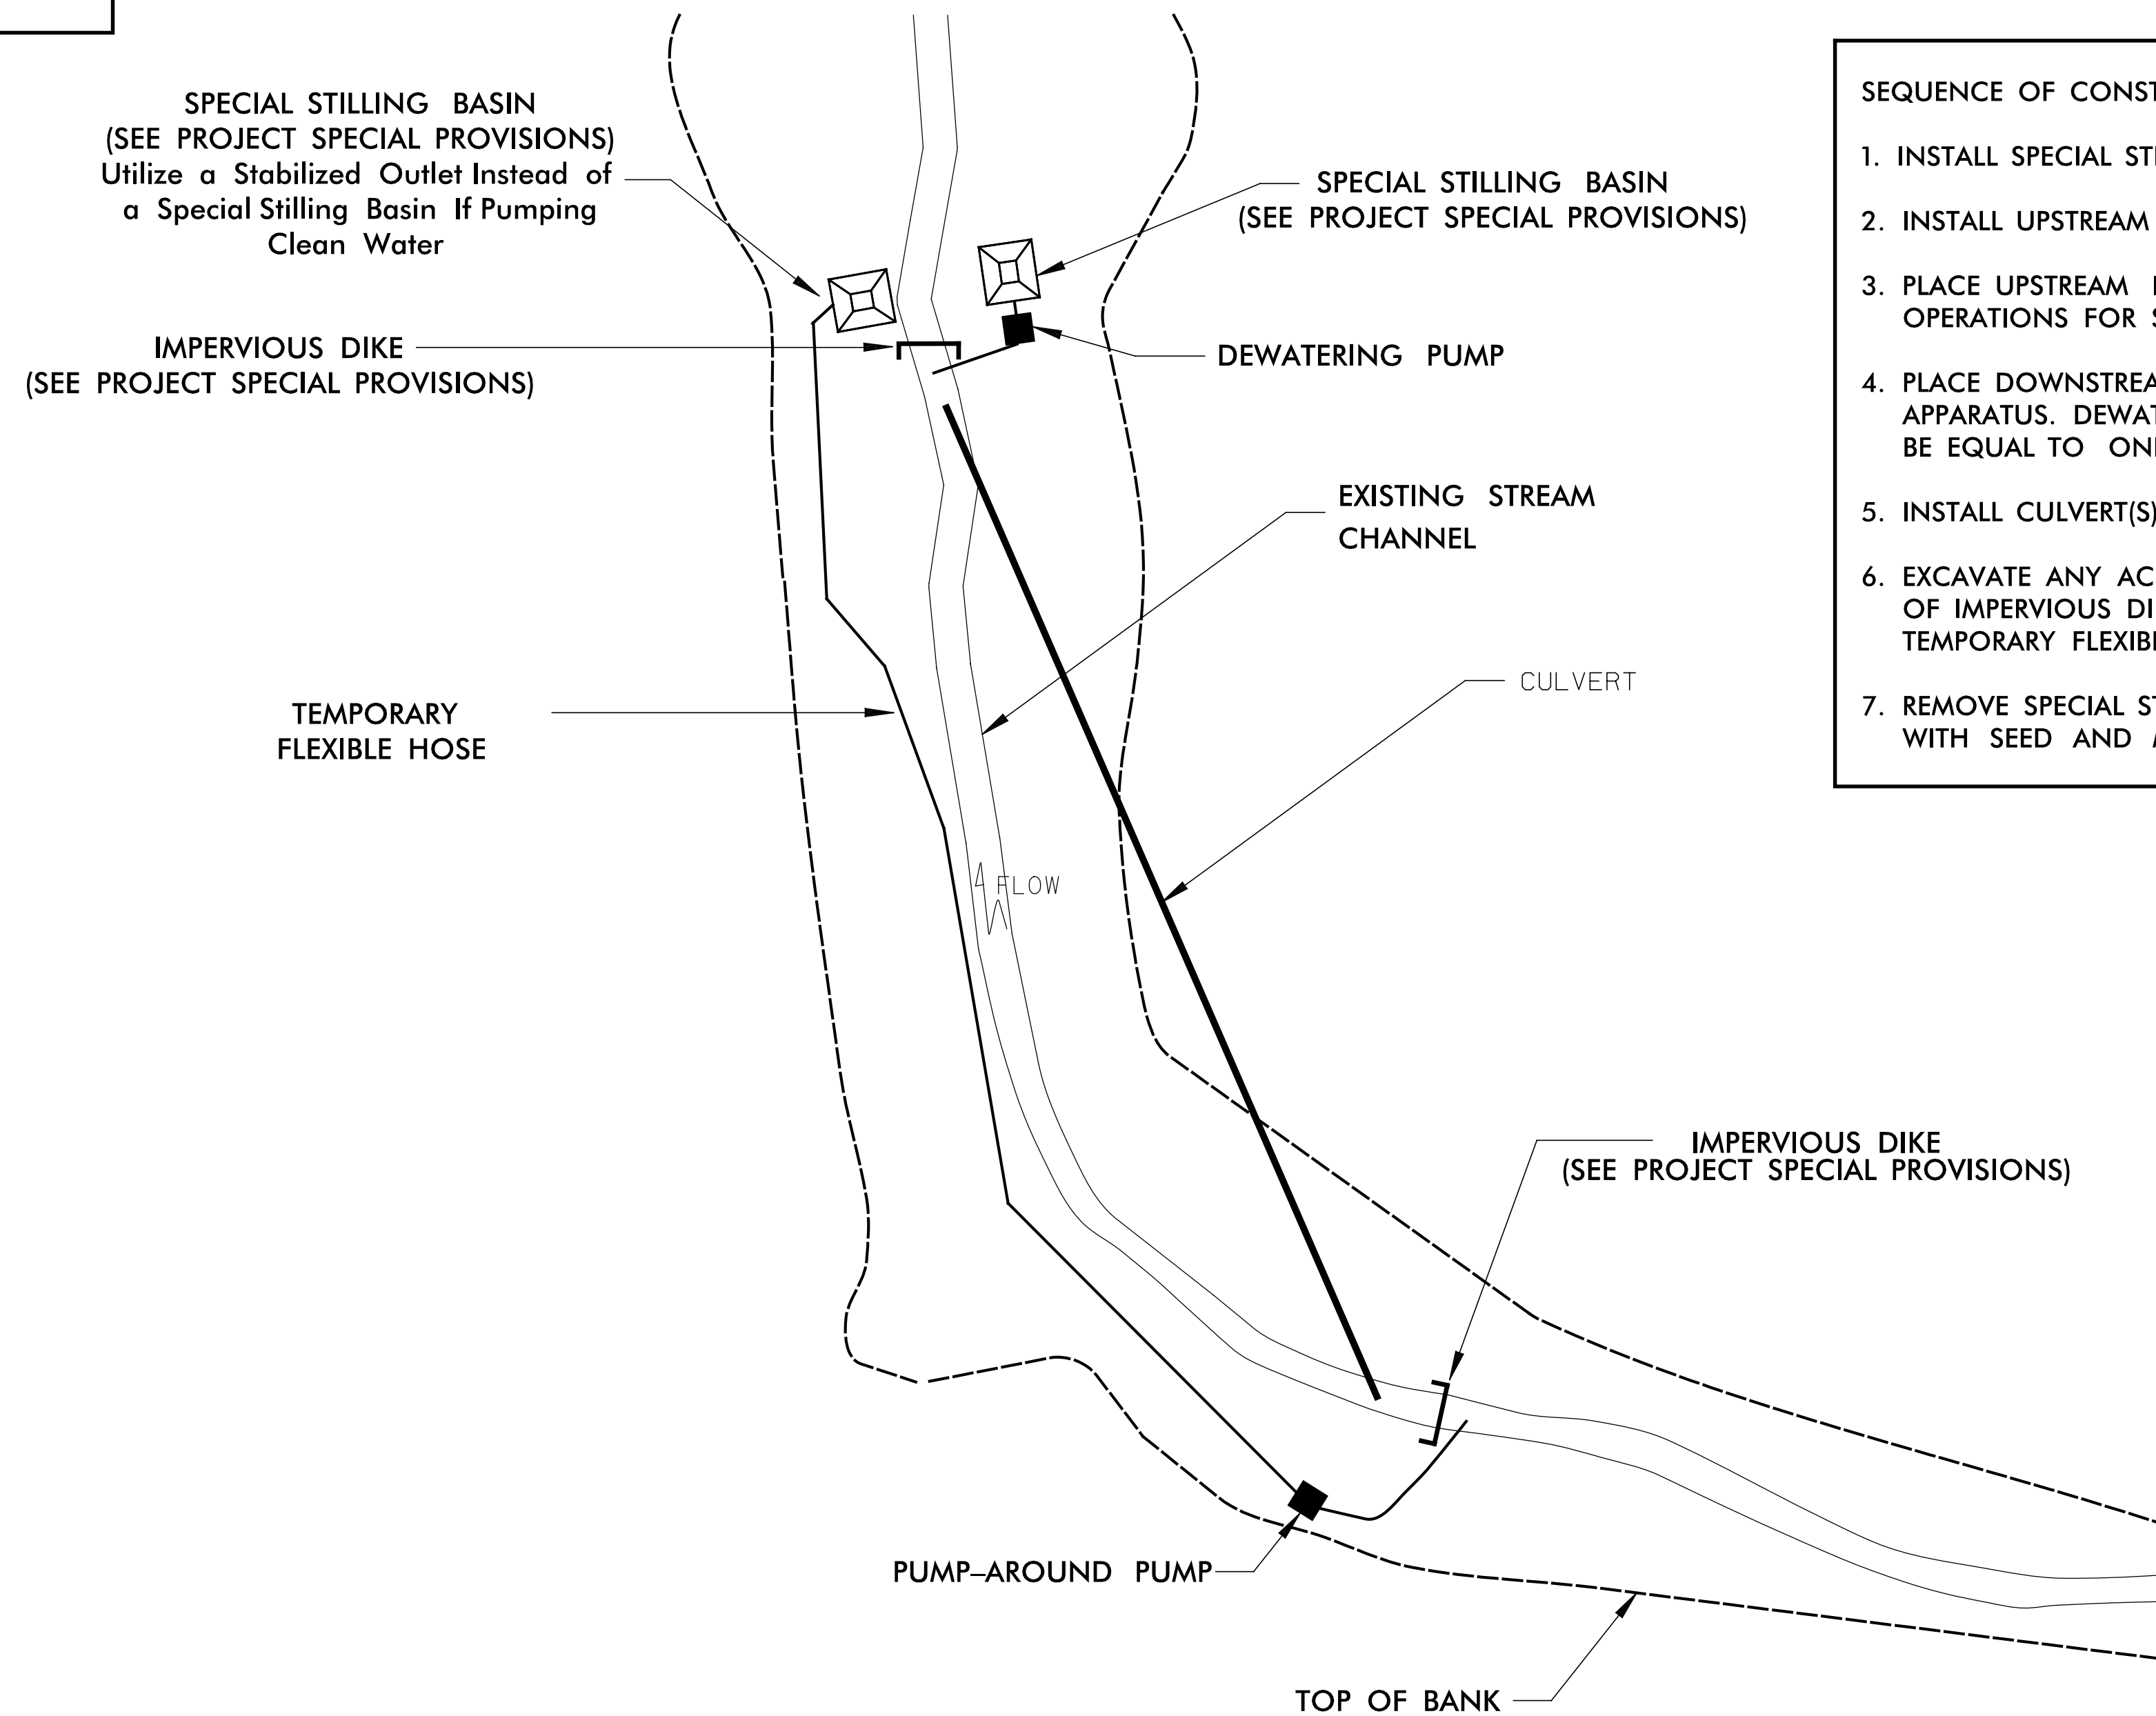 SPECIAL STILLING BASIN
(SEE PROJECT SPECIAL PROVISIONS)
Utilize a Stabilized Outlet Instead of
a Special Stilling Basin If Pumping
Clean Water
IMPERVIOUS DIKE
(SEE PROJECT SPECIAL PROVISIONS)
SPECIAL STILLING BASIN
(SEE PROJECT SPECIAL PROVISIONS)
DEWATERING PUMP
EXISTING STREAM
CHANNEL
CULVERT
TEMPORARY
FLEXIBLE HOSE
FLOW
IMPERVIOUS DIKE
(SEE PROJECT SPECIAL PROVISIONS)
PUMP-AROUND PUMP
TOP OF BANK
SEQUENCE OF
1. INSTALL SPECIAL
2. INSTALL UPSTREAM
3. PLACE UPSTREAM
OPERATIONS FOR
4. PLACE
APPARATUS.
BE EQUAL TO
5. INSTALL CULVERT(S)
6. EXCAVATE ANY
OF IMPERVIOUS
TEMPORARY
7. REMOVE SPECIAL
WITH SEED AND